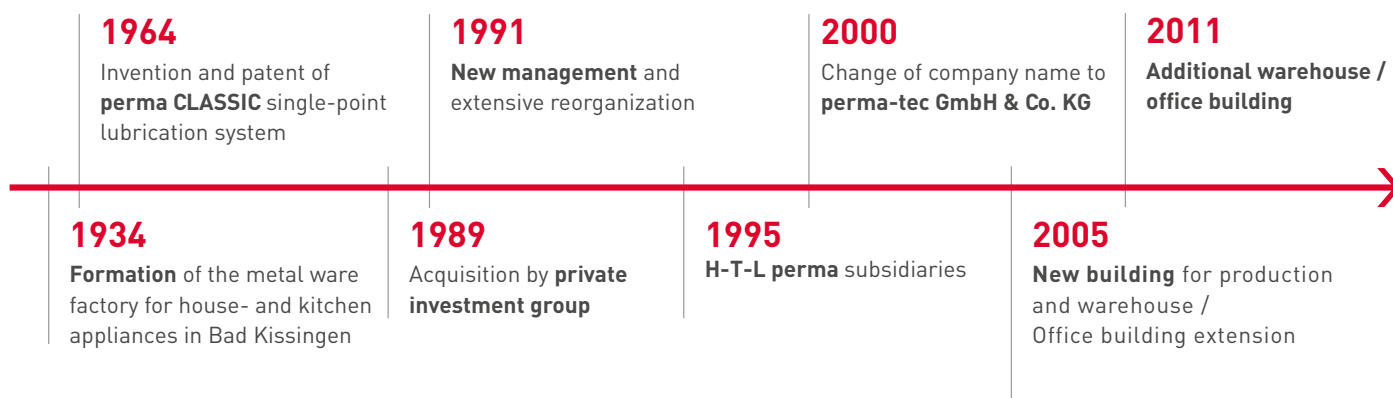 1964
Invention and patent of
perma CLASSIC single-point
lubrication system
1991
New management and
extensive reorganization
2000
Change of company name to
perma-tec GmbH & Co. KG
2011
Additional warehouse /
office building
1934
Formation of the metal ware
factory for house- and kitchen
appliances in Bad Kissingen
1989
Acquisition by private
investment group
1995
H-T-L perma subsidiaries
2005
New building for production
and warehouse /
Office building extension